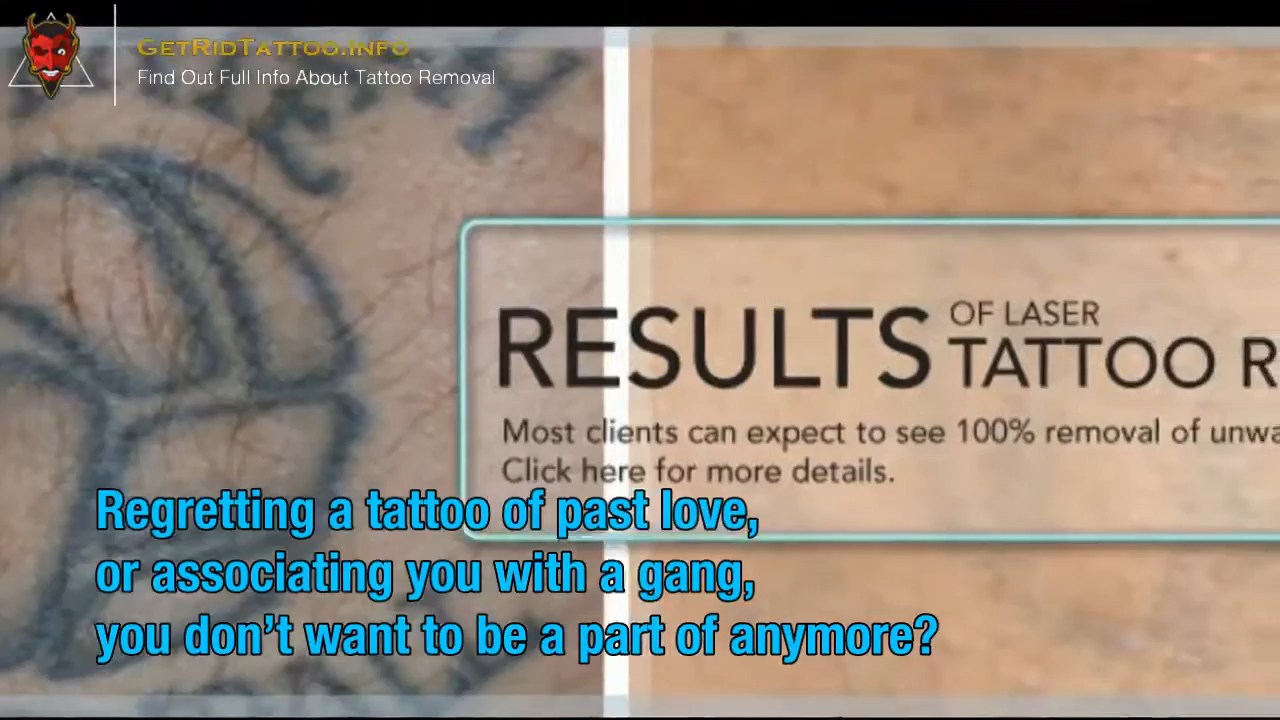 GetRidTattoo.Info
Find Out Full Info About Tattoo Removal
RESULTS OF LASER
TATTOO
Most clients can expect to see 100% removal of
Click here for more details.
Regretting a tattoo of past love,
or associating you with a gang,
you don't want to be a part of anymore?